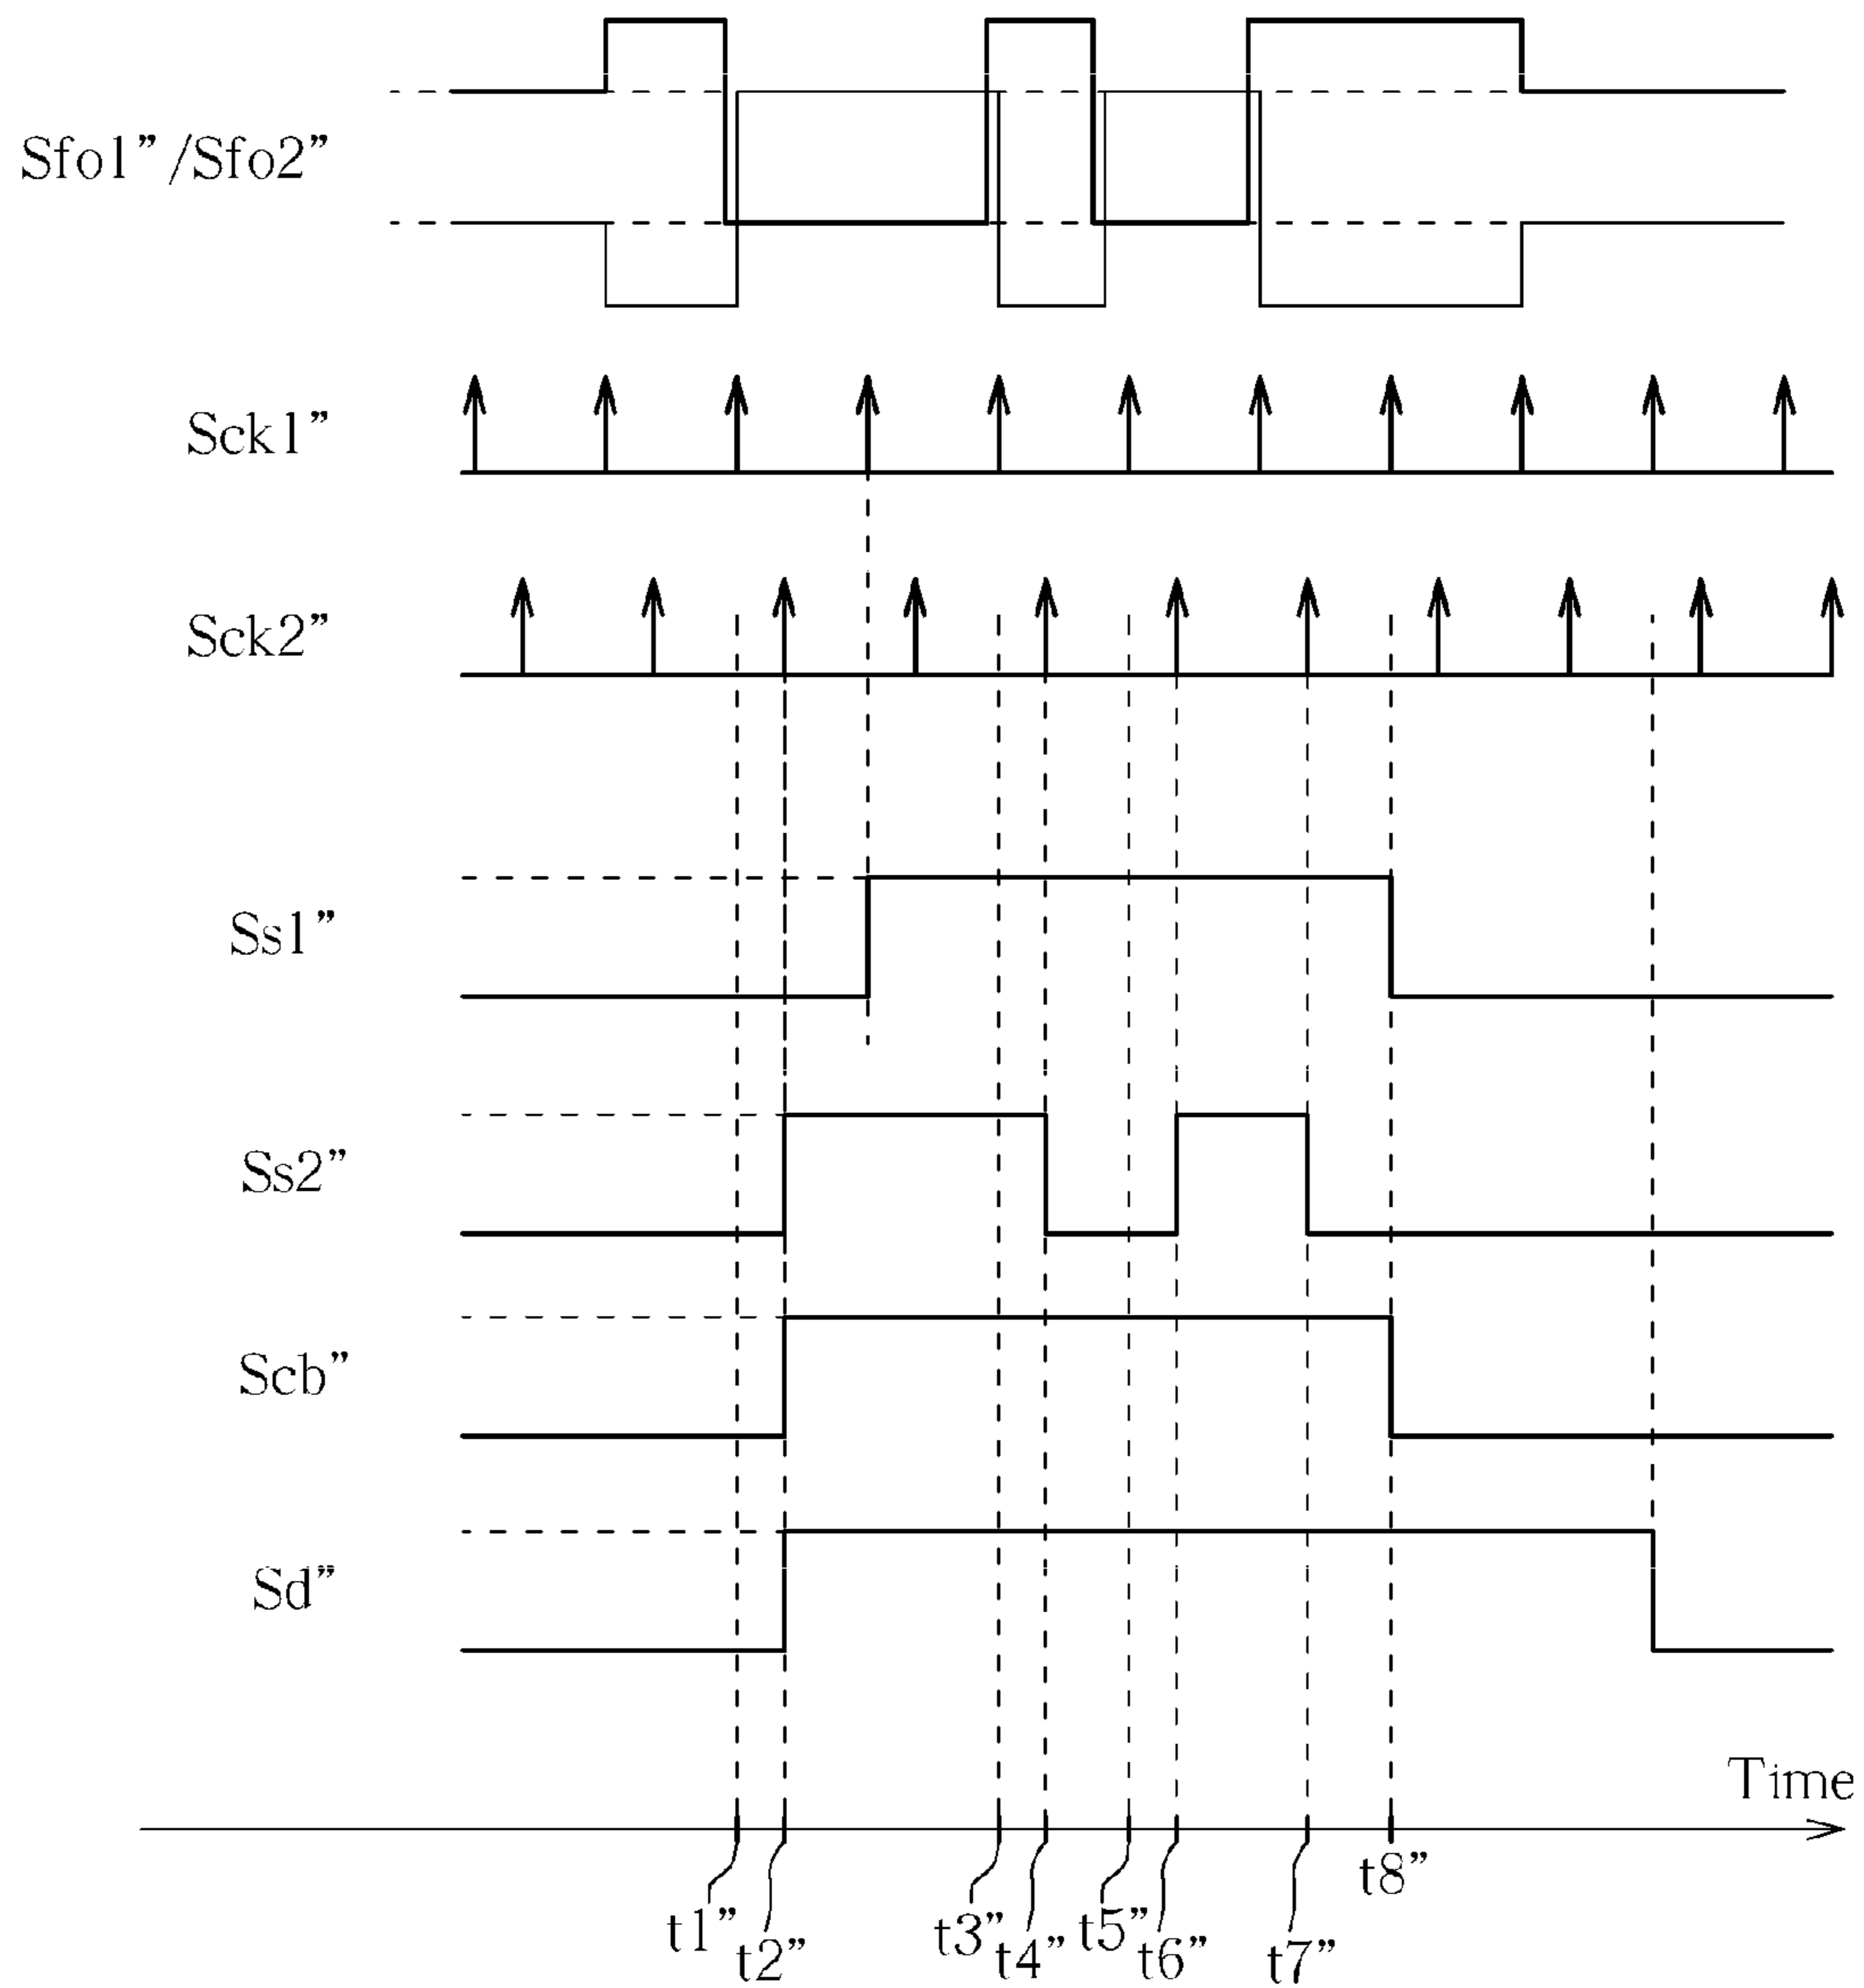 Sfo1”/Sfo2”
Sck1”
Sck2”
Ss1”
Ss2”
Scb”
Sd”
Time
t1” t2” t3” t4” t5” t6” t7” t8”